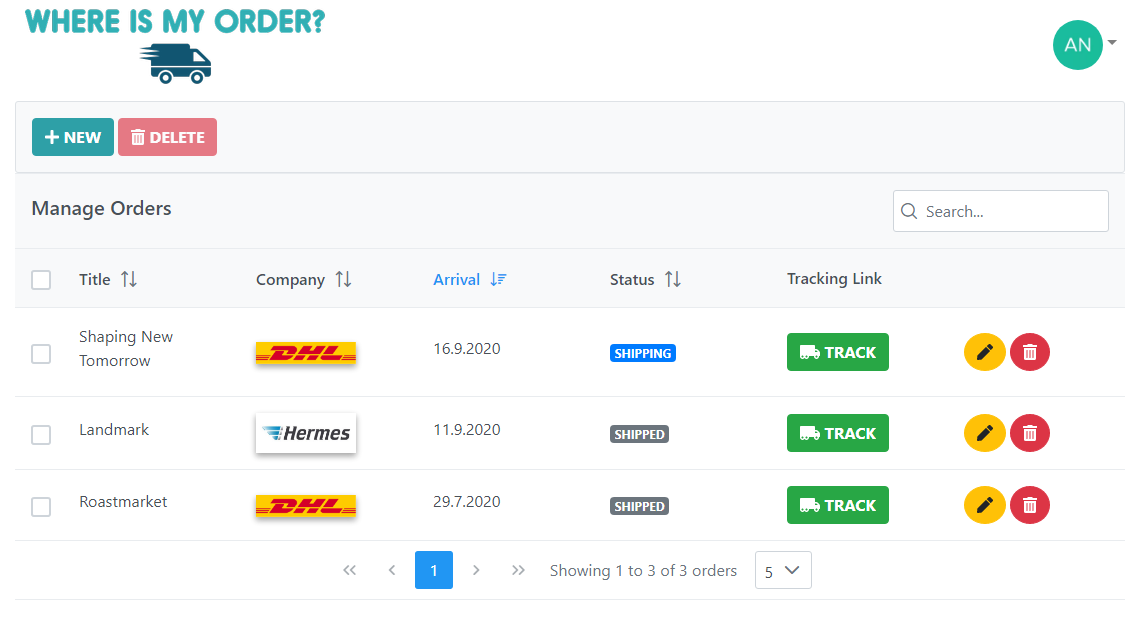 WHERE IS MY ORDER?
AN
NEW DELETE
Manage Orders
Search...
Title Company Arrival Status Tracking Link
Shaping New
Tomorrow
DHL 16.9.2020 SHIPPING TRACK
Landmark Hermes 11.9.2020 SHIPPED TRACK
Roastmarket DHL 29.7.2020 SHIPPED TRACK
1 Showing 1 to 3 of 3 orders 5